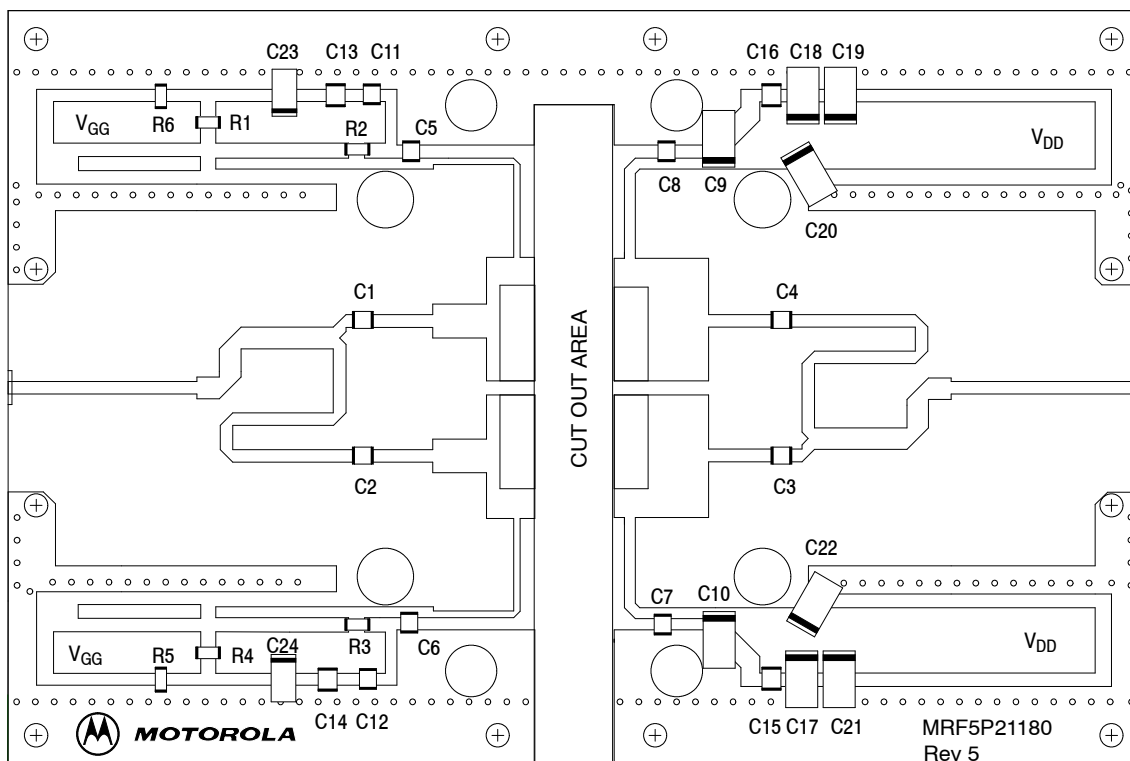 C23 C13 C11
C16 C18 C19
VGG
R6 R1
R2
C5
C8 C9
VDD
C20
C1
C4
CUT OUT AREA
C2
C3
C22
C7 C10
VGG
R5 R4
C24
R3 C6
VDD
C14 C12
C15 C17 C21
MOTOROLA
MRF5P21180
Rev 5